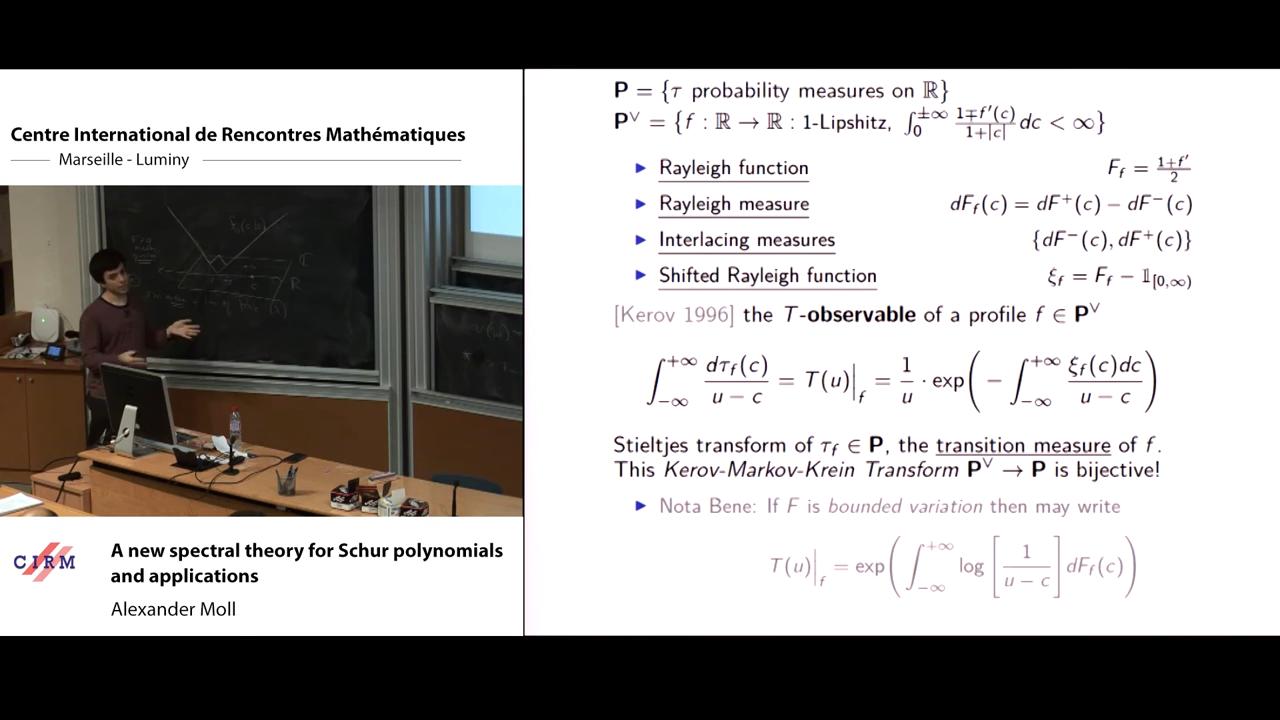 Centre International de Rencontres Mathématiques
Marseille - Luminy
CIRM
A new spectral theory for Schur polynomials
and applications
Alexander Moll
P = {τ probability measures on ℝ}
P^∨ = {f : ℝ → ℝ : 1-Lipshitz, ∫_0^{±∞} (1∓f′(c))/(1+|c|) dc < ∞}
► Rayleigh function F_f = (1+f′)/2
► Rayleigh measure dF_f(c) = dF⁺(c) − dF⁻(c)
► Interlacing measures {dF⁻(c), dF⁺(c)}
► Shifted Rayleigh function ξ_f = F_f − 𝟙_{[0,∞)}
[Kerov 1996] the T-observable of a profile f ∈ P^∨
∫_{−∞}^{+∞} dτ_f(c)/(u − c) = T(u)|_f = 1/u · exp( − ∫_{−∞}^{+∞} ξ_f(c)dc/(u − c) )
Stieltjes transform of τ_f ∈ P, the transition measure of f.
This Kerov-Markov-Krein Transform P^∨ → P is bijective!
► Nota Bene: If F is bounded variation then may write
T(u)|_f = exp( ∫_{−∞}^{+∞} log [ 1/(u − c) ] dF_f(c) )